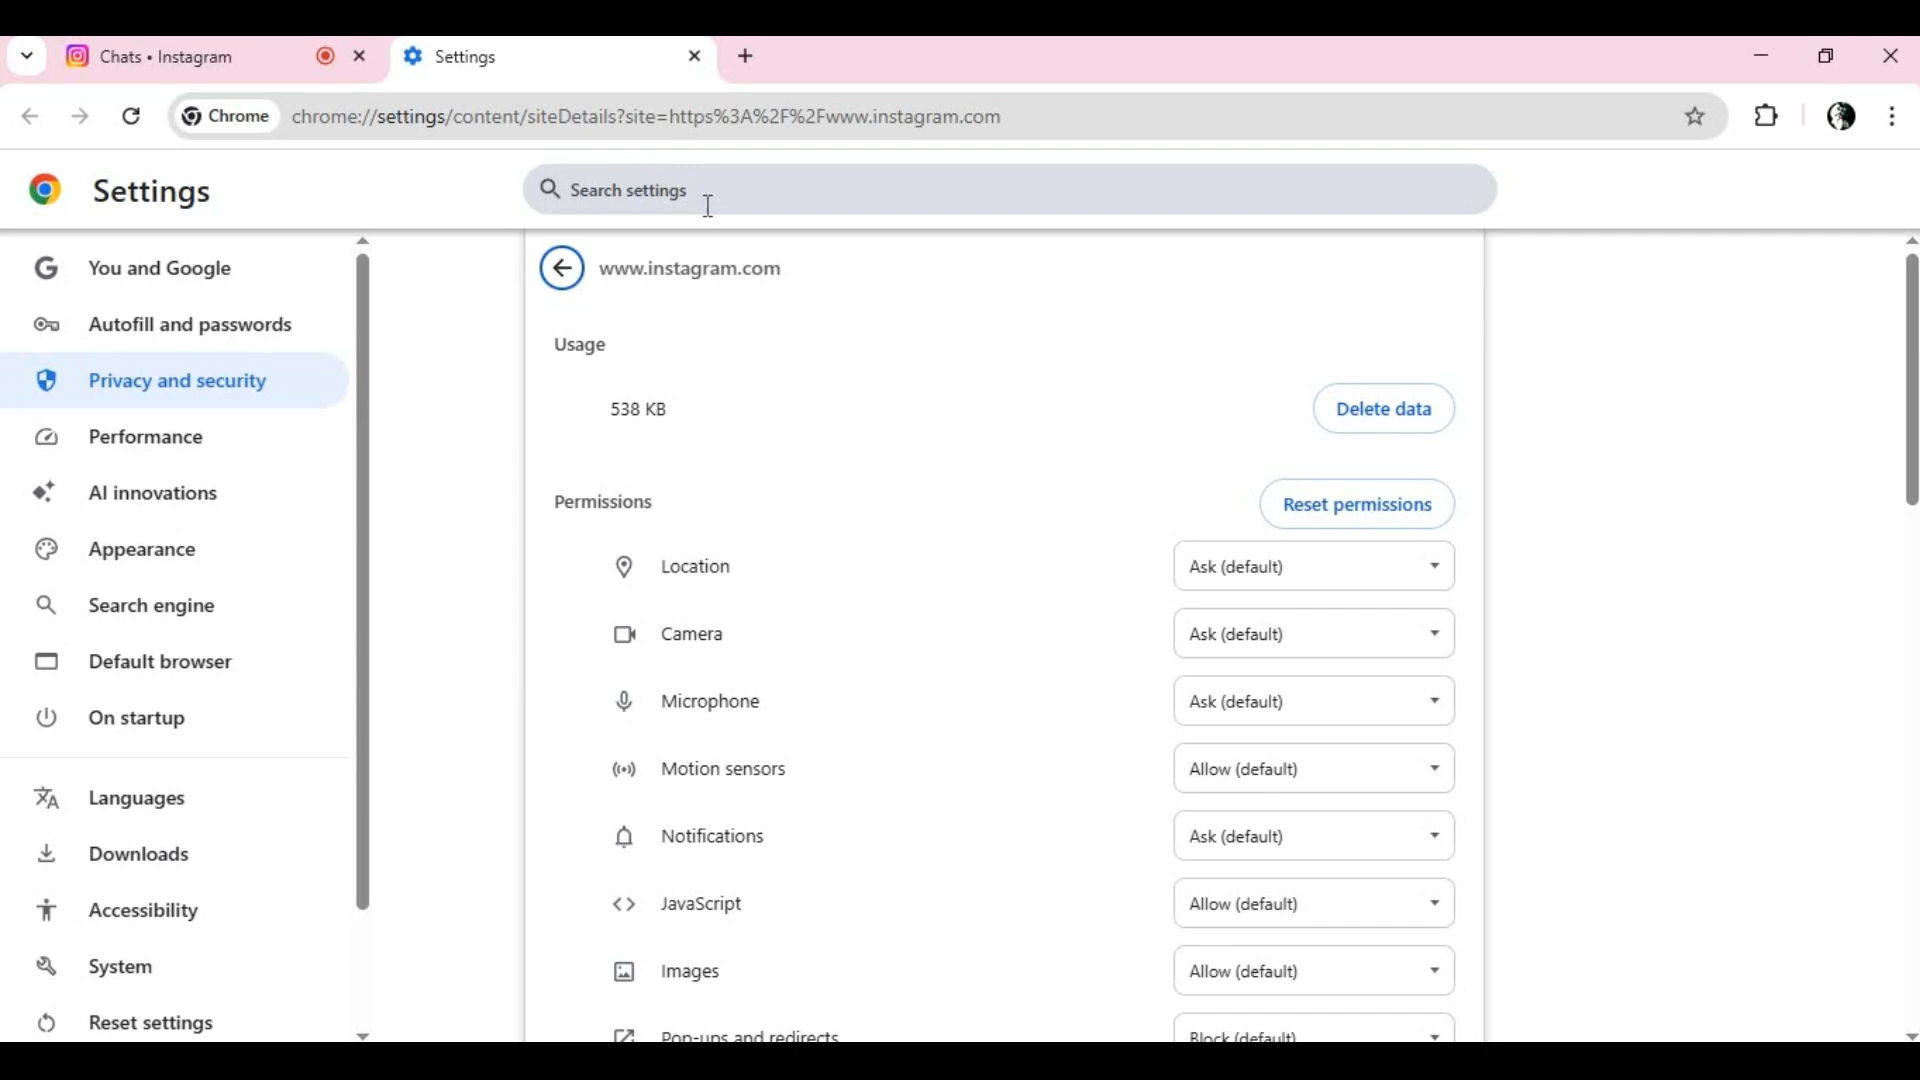 Chats • Instagram
Settings
Chrome
chrome://settings/content/siteDetails?site=https%3A%2F%2Fwww.instagram.com
Settings
Search settings
You and Google
Autofill and passwords
Privacy and security
Performance
AI innovations
Appearance
Search engine
Default browser
On startup
Languages
Downloads
Accessibility
System
Reset settings
www.instagram.com
Usage
538 KB
Delete data
Permissions
Reset permissions
Location
Ask (default)
Camera
Ask (default)
Microphone
Ask (default)
Motion sensors
Allow (default)
Notifications
Ask (default)
JavaScript
Allow (default)
Images
Allow (default)
Pop-ups and redirects
Block (default)